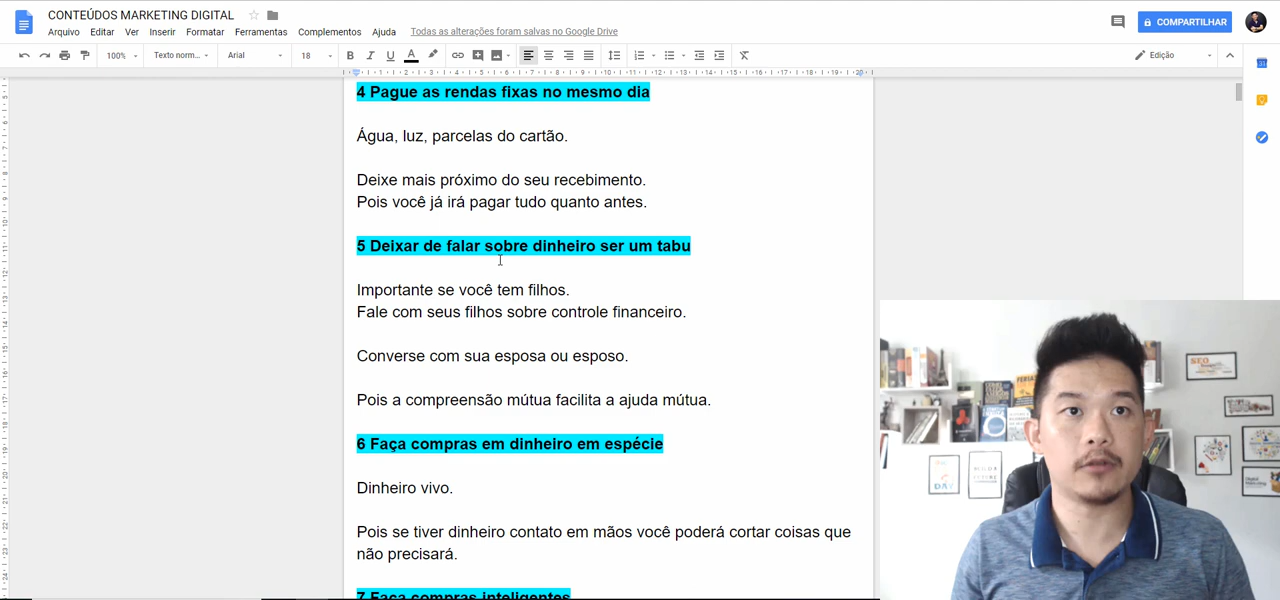 CONTEÚDOS MARKETING DIGITAL
Arquivo Editar Ver Inserir Formatar Ferramentas Complementos Ajuda Todas as alterações foram salvas no Google Drive
COMPARTILHAR
100% Texto norm... Arial 18 Edição
4 Pague as rendas fixas no mesmo dia
Água, luz, parcelas do cartão.
Deixe mais próximo do seu recebimento.
Pois você já irá pagar tudo quanto antes.
5 Deixar de falar sobre dinheiro ser um tabu
Importante se você tem filhos.
Fale com seus filhos sobre controle financeiro.
Converse com sua esposa ou esposo.
Pois a compreensão mútua facilita a ajuda mútua.
6 Faça compras em dinheiro em espécie
Dinheiro vivo.
Pois se tiver dinheiro contato em mãos você poderá cortar coisas que
não precisará.
7 Faça compras inteligentes
SEO